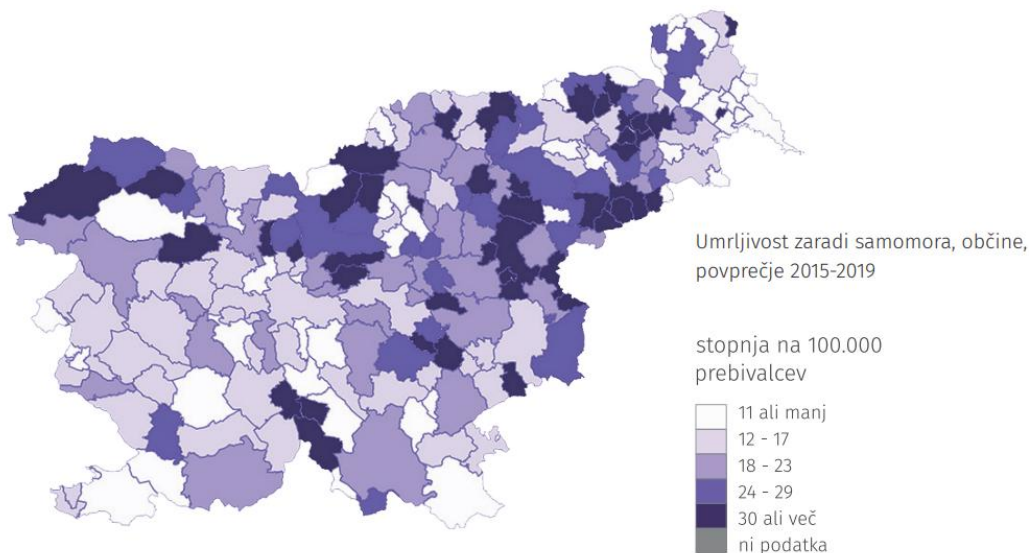 Umrljivost zaradi samomora, občine,
povprečje 2015-2019
stopnja na 100.000
prebivalcev
11 ali manj
12 - 17
18 - 23
24 - 29
30 ali več
ni podatka